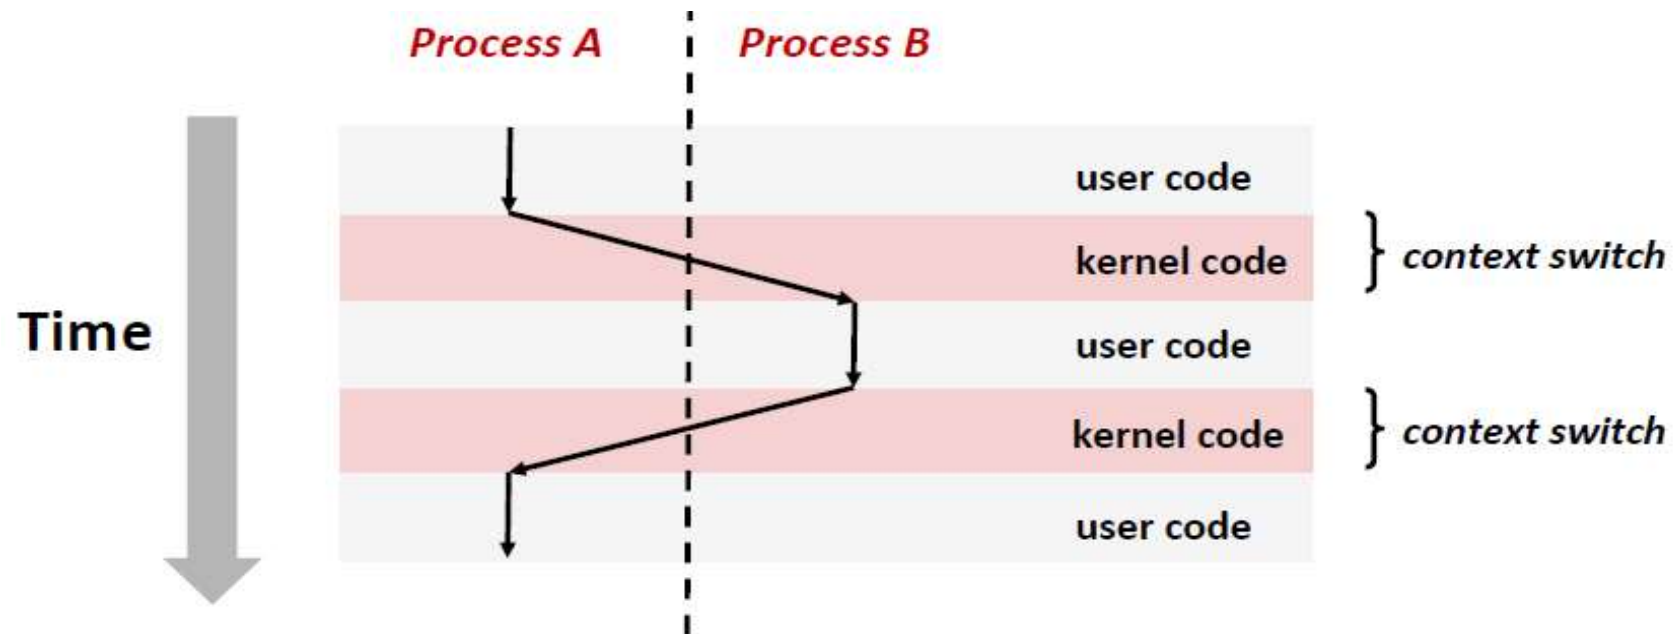 Process A
Process B
user code
kernel code
context switch
Time
user code
kernel code
context switch
user code